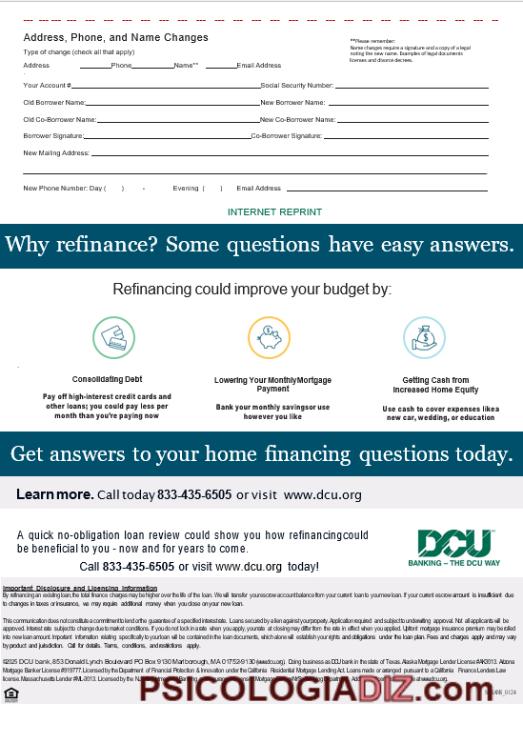 Address, Phone, and Name Changes
Type of change (check all that apply)
Address Phone Name** Email Address
**Please remember:
Name changes require a signature and a copy of a legal
noting the new name. Examples of legal documents
licenses and divorce decrees.
Your Account # Social Security Number:
Old Borrower Name: New Borrower Name:
Old Co-Borrower Name: New Co-Borrower Name:
Borrower Signature: Co-Borrower Signature:
New Mailing Address:
New Phone Number: Day ( ) - Evening ( ) Email Address
INTERNET REPRINT
Why refinance? Some questions have easy answers.
Refinancing could improve your budget by:
Consolidating Debt
Pay off high-interest credit cards and
other loans; you could pay less per
month than you're paying now
Lowering Your MonthlyMortgage
Payment
Bank your monthly savingsor use
however you like
Getting Cash from
Increased Home Equity
Use cash to cover expenses likea
new car, wedding, or education
Get answers to your home financing questions today.
Learn more. Call today 833-435-6505 or visit www.dcu.org
A quick no-obligation loan review could show you how refinancingcould
be beneficial to you - now and for years to come.
Call 833-435-6505 or visit www.dcu.org today!
DCU
BANKING – THE DCU WAY
Important Disclosure and Licensing Information
By refinancing an existing loan, the total finance charges may be higher over the life of the loan. We will transfer your escrow account balance from your current loan to your new loan. If your current escrow amount is insufficient due
to changes in taxes or insurance, we may require additional money when you close on your new loan.
This communication does not constitute a commitment to lend or the guarantee of a specified interest rate. Loans secured by a lien against your property. Application required and subject to underwriting approval. Not all applicants will be
approved. Interest rate subject to change due to market conditions. If you do not lock in a rate when you apply, your rate at closing may differ from the rate in effect when you applied. Upfront mortgage insurance premium may be rolled
into new loan amount. Important information relating specifically to your loan will be contained in the loan documents, which alone will establish your rights and obligations under the loan plan. Fees and charges apply and may vary
by product and jurisdiction. Call for details. Terms, conditions, and restrictions apply.
©2025 DCU Bank, 853 Donald Lynch Boulevard PO Box 9130 Marlborough, MA 01752-9130 (www.dcu.org). Doing business as DCU bank in the state of Texas. Alaska Mortgage Lender License #AK3013. Arizona
Mortgage Banker License #919777. Licensed by the Department of Financial Protection & Innovation under the California Residential Mortgage Lending Act. Loans made or arranged pursuant to a California Finance Lenders Law
license. Massachusetts Lender #ML-3013. Licensed by the
PSICOLOGIADIZ.com